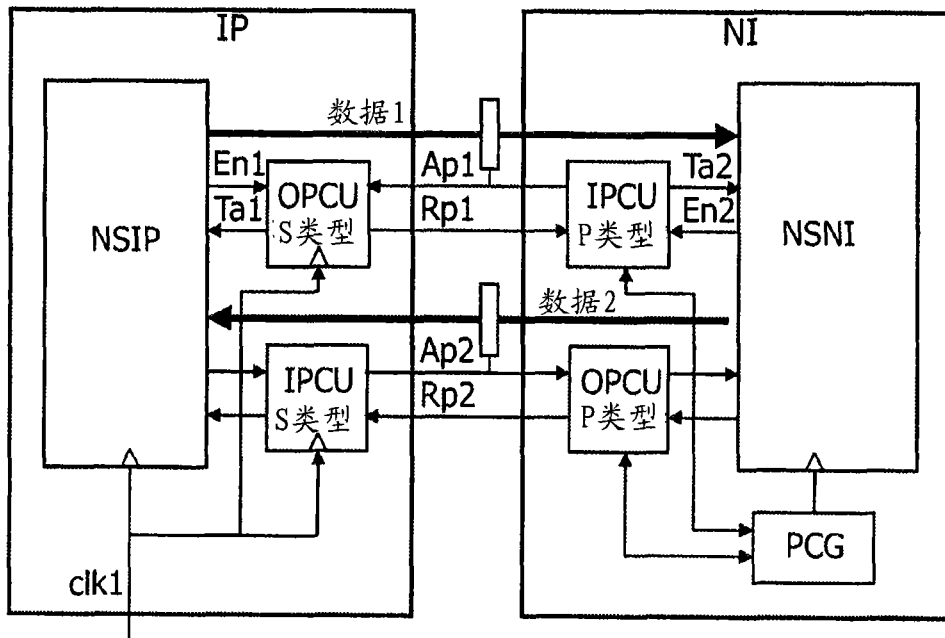 IP
NI
数据1
En1
Ta1
OPCU
S类型
Ap1
Rp1
IPCU
P类型
Ta2
En2
NSIP
NSNI
数据2
IPCU
S类型
Ap2
Rp2
OPCU
P类型
PCG
clk1